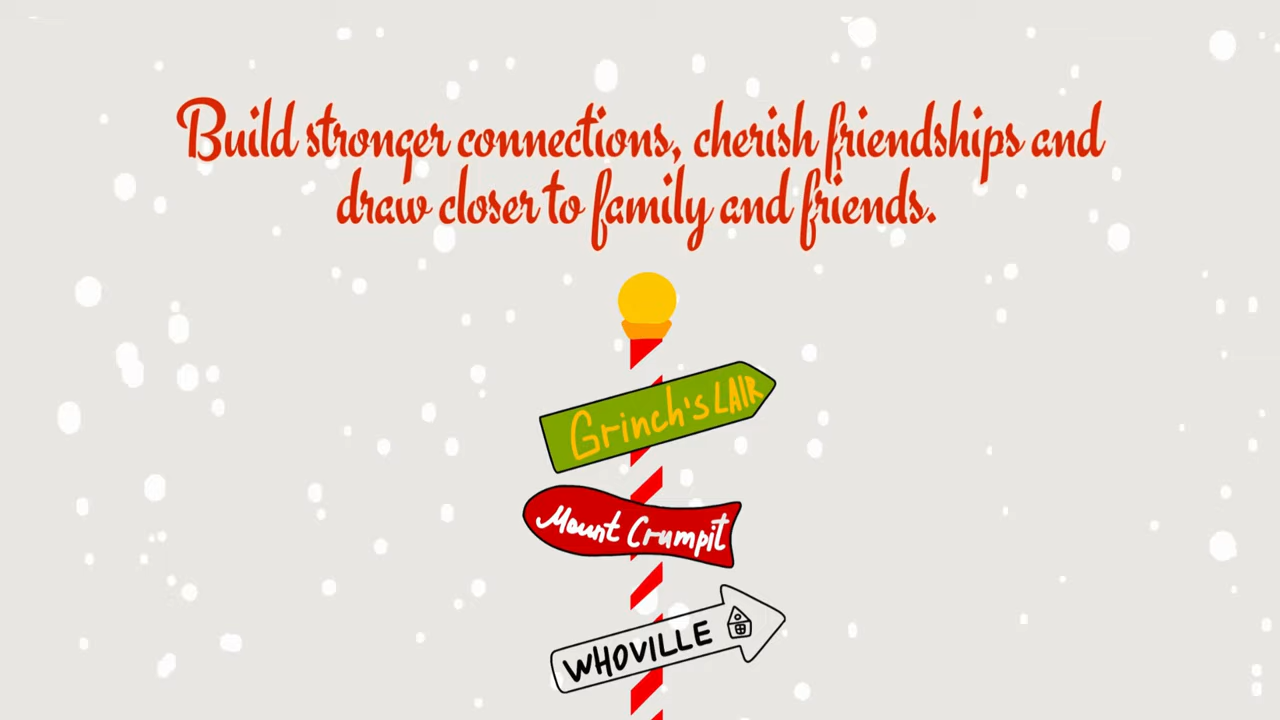 Build stronger connections, cherish friendships and
draw closer to family and friends.
Grinch's LAIR
Mount Crumpit
WHOVILLE